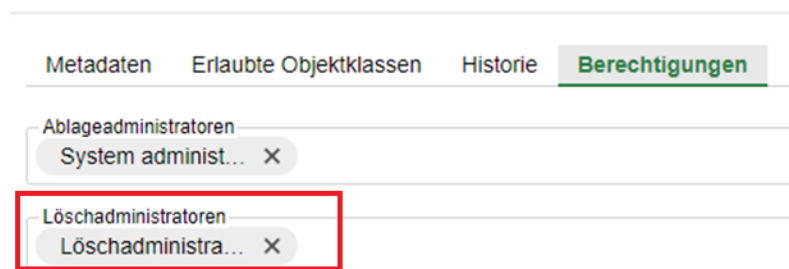 Metadaten Erlaubte Objektklassen Historie Berechtigungen
Ablageadministratoren
System administ... ×
Löschadministratoren
Löschadministra... ×